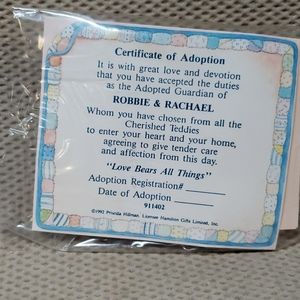 Certificate of Adoption
It is with great love and devotion
that you have accepted the duties
as the Adopted Guardian of
ROBBIE & RACHAEL
Whom you have chosen from all the
Cherished Teddies
to enter your heart and your home,
agreeing to give tender care
and affection from this day.
"Love Bears All Things"
Adoption Registration# ______
Date of Adoption ______
911402
©1992 Priscilla Hillman, Licensee Hamilton Gifts Limited, Inc.